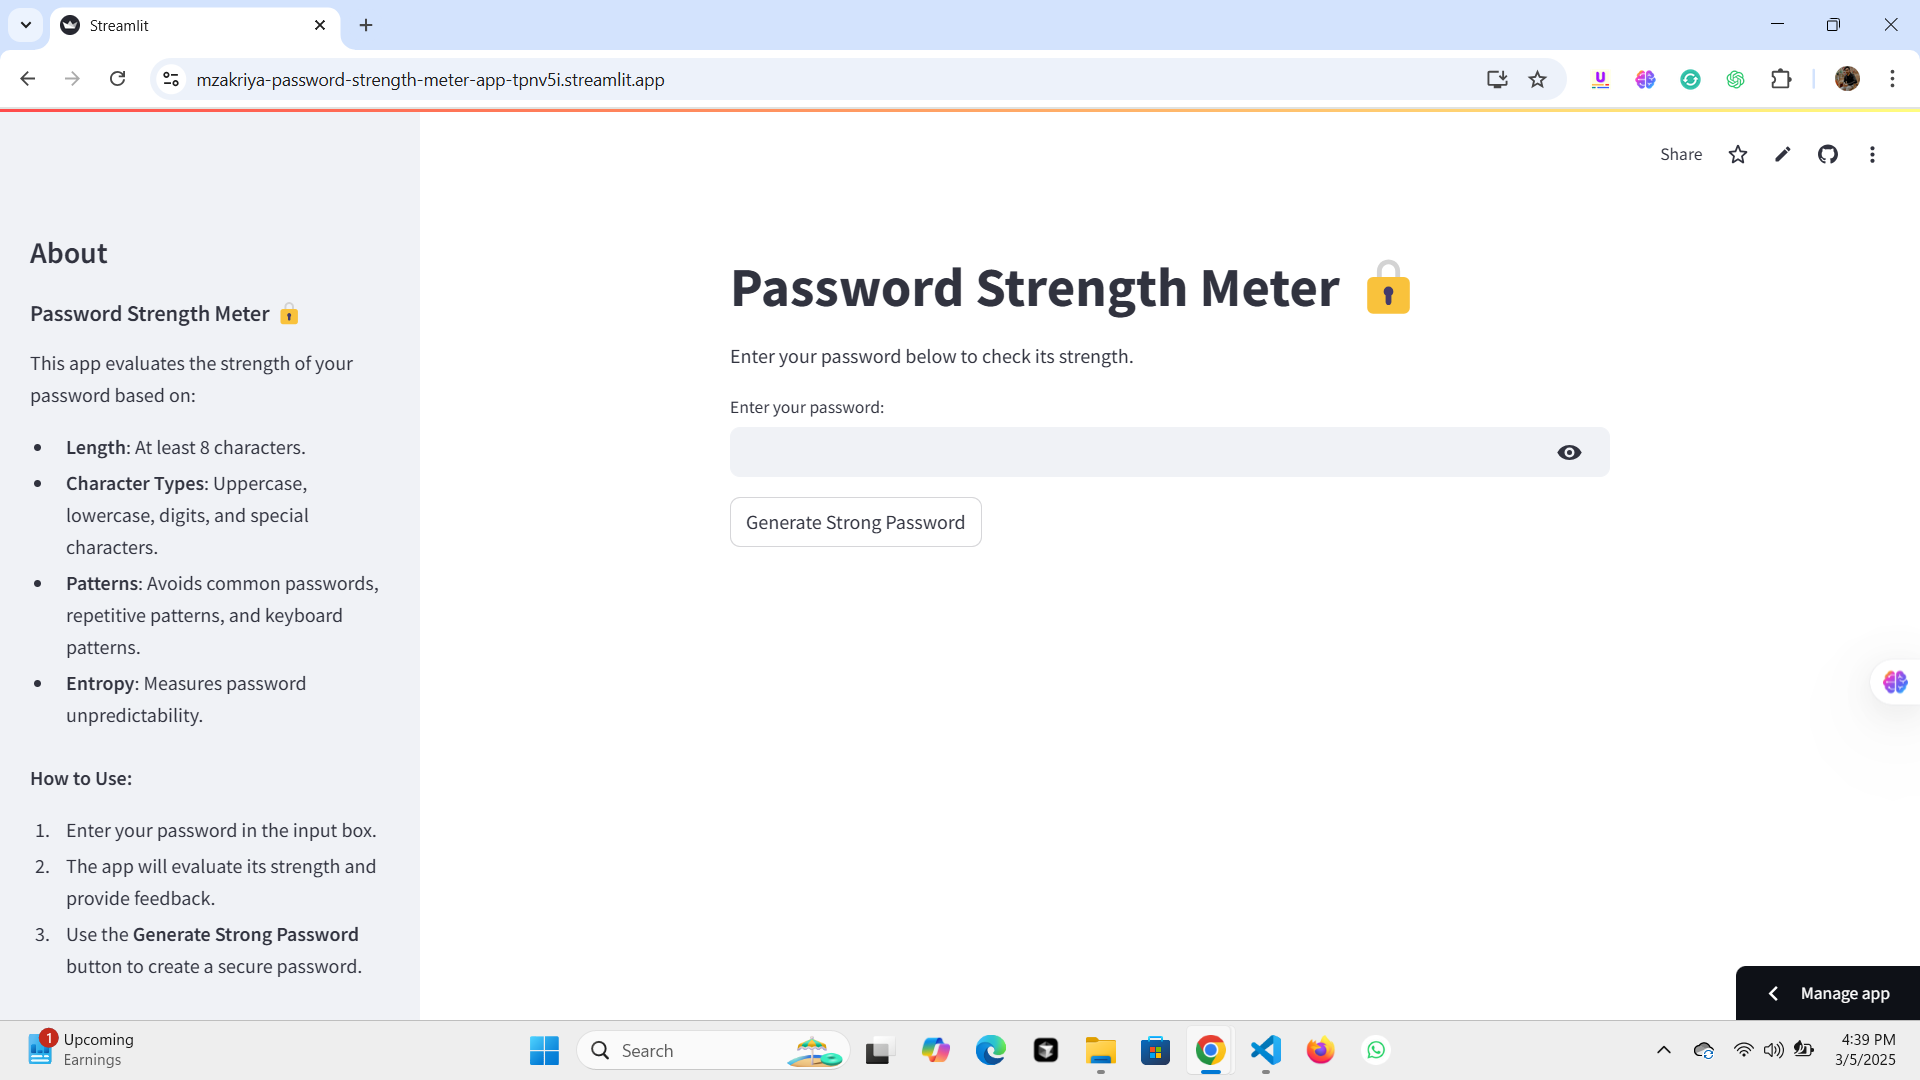 Streamlit
mzakriya-password-strength-meter-app-tpnv5i.streamlit.app
Share
About
Password Strength Meter
This app evaluates the strength of your
password based on:
• Length: At least 8 characters.
• Character Types: Uppercase,
lowercase, digits, and special
characters.
• Patterns: Avoids common passwords,
repetitive patterns, and keyboard
patterns.
• Entropy: Measures password
unpredictability.
How to Use:
1. Enter your password in the input box.
2. The app will evaluate its strength and
provide feedback.
3. Use the Generate Strong Password
button to create a secure password.
Password Strength Meter
Enter your password below to check its strength.
Enter your password:
Generate Strong Password
Manage app
1
Upcoming
Earnings
Search
4:39 PM
3/5/2025